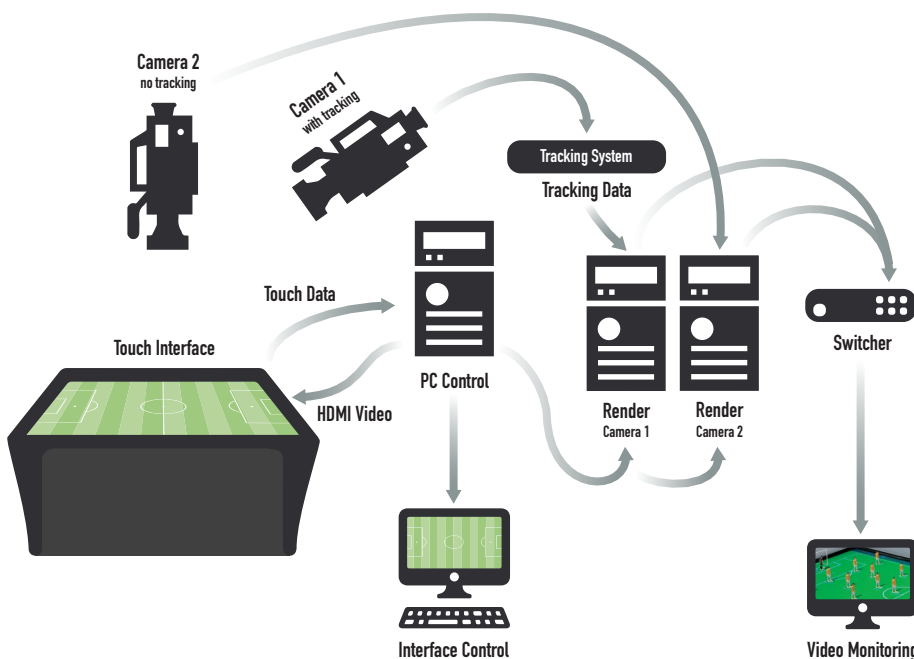 Camera 2
no tracking
Camera 1
with tracking
Tracking System
Tracking Data
Touch Data
Touch Interface
HDMI Video
PC Control
Render
Camera 1
Render
Camera 2
Switcher
Interface Control
Video Monitoring